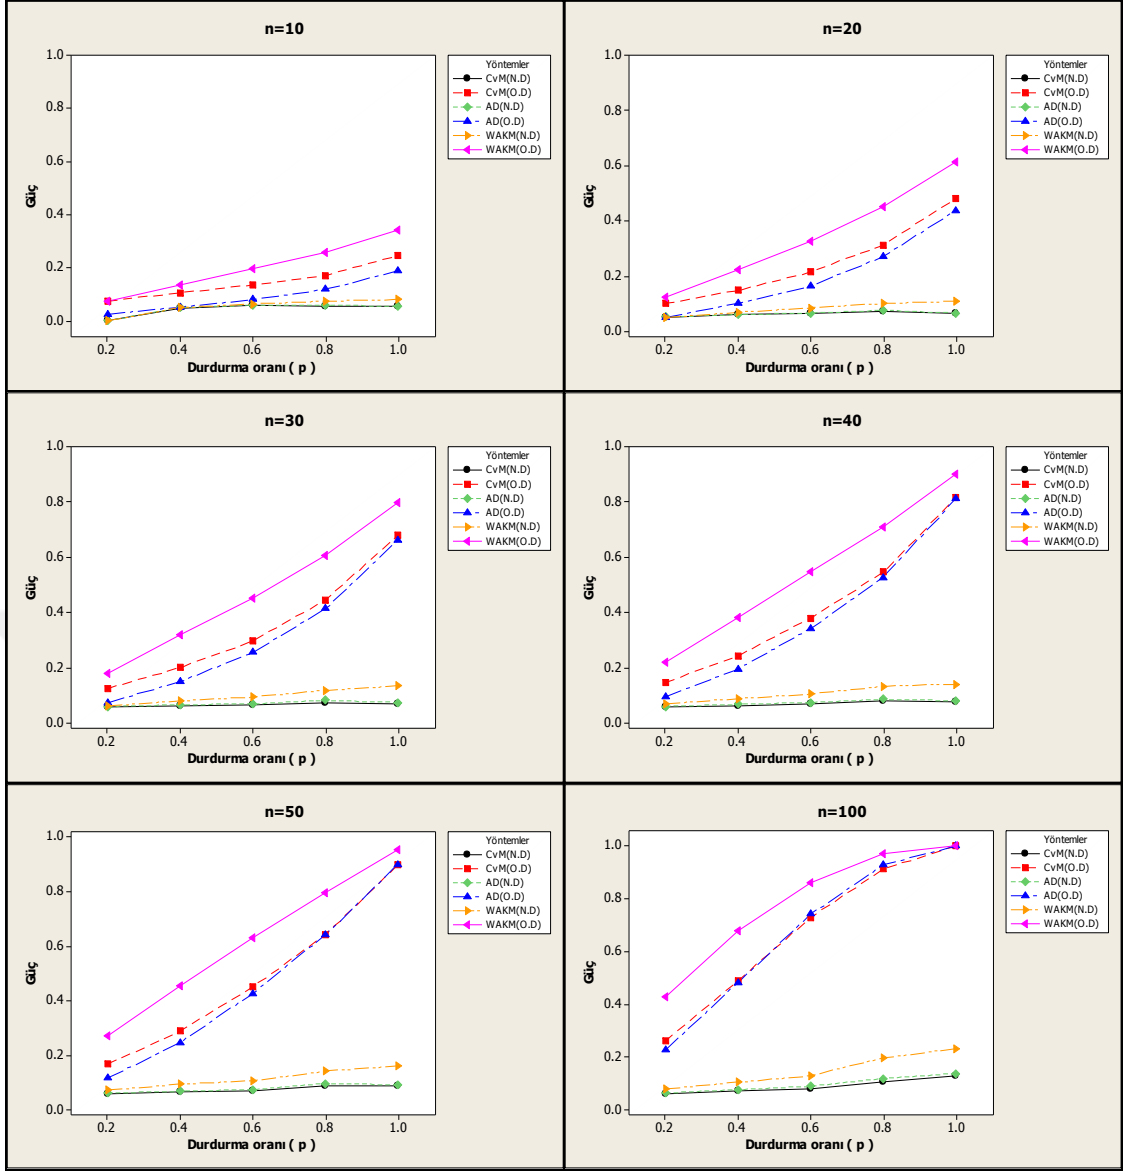 n=10
1.0
0.8
0.6
0.4
0.2
0.0
Güç
0.2 0.4 0.6 0.8 1.0
Durdurma oranı ( p )
Yöntemler
CvM(N.D)
CvM(O.D)
AD(N.D)
AD(O.D)
WAKM(N.D)
WAKM(O.D)
n=20
1.0
0.8
0.6
0.4
0.2
0.0
Güç
0.2 0.4 0.6 0.8 1.0
Durdurma oranı ( p )
Yöntemler
CvM(N.D)
CvM(O.D)
AD(N.D)
AD(O.D)
WAKM(N.D)
WAKM(O.D)
n=30
1.0
0.8
0.6
0.4
0.2
0.0
Güç
0.2 0.4 0.6 0.8 1.0
Durdurma oranı ( p )
Yöntemler
CvM(N.D)
CvM(O.D)
AD(N.D)
AD(O.D)
WAKM(N.D)
WAKM(O.D)
n=40
1.0
0.8
0.6
0.4
0.2
0.0
Güç
0.2 0.4 0.6 0.8 1.0
Durdurma oranı ( p )
Yöntemler
CvM(N.D)
CvM(O.D)
AD(N.D)
AD(O.D)
WAKM(N.D)
WAKM(O.D)
n=50
1.0
0.8
0.6
0.4
0.2
0.0
Güç
0.2 0.4 0.6 0.8 1.0
Durdurma oranı ( p )
Yöntemler
CvM(N.D)
CvM(O.D)
AD(N.D)
AD(O.D)
WAKM(N.D)
WAKM(O.D)
n=100
1.0
0.8
0.6
0.4
0.2
0.0
Güç
0.2 0.4 0.6 0.8 1.0
Durdurma oranı ( p )
Yöntemler
CvM(N.D)
CvM(O.D)
AD(N.D)
AD(O.D)
WAKM(N.D)
WAKM(O.D)